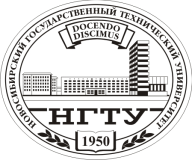 НОВОСИБИРСКИЙ ГОСУДАРСТВЕННЫЙ ТЕХНИЧЕСКИЙ УНИВЕРСИТЕТ
DOCENDO
DISCIMUS
НГТУ
1950